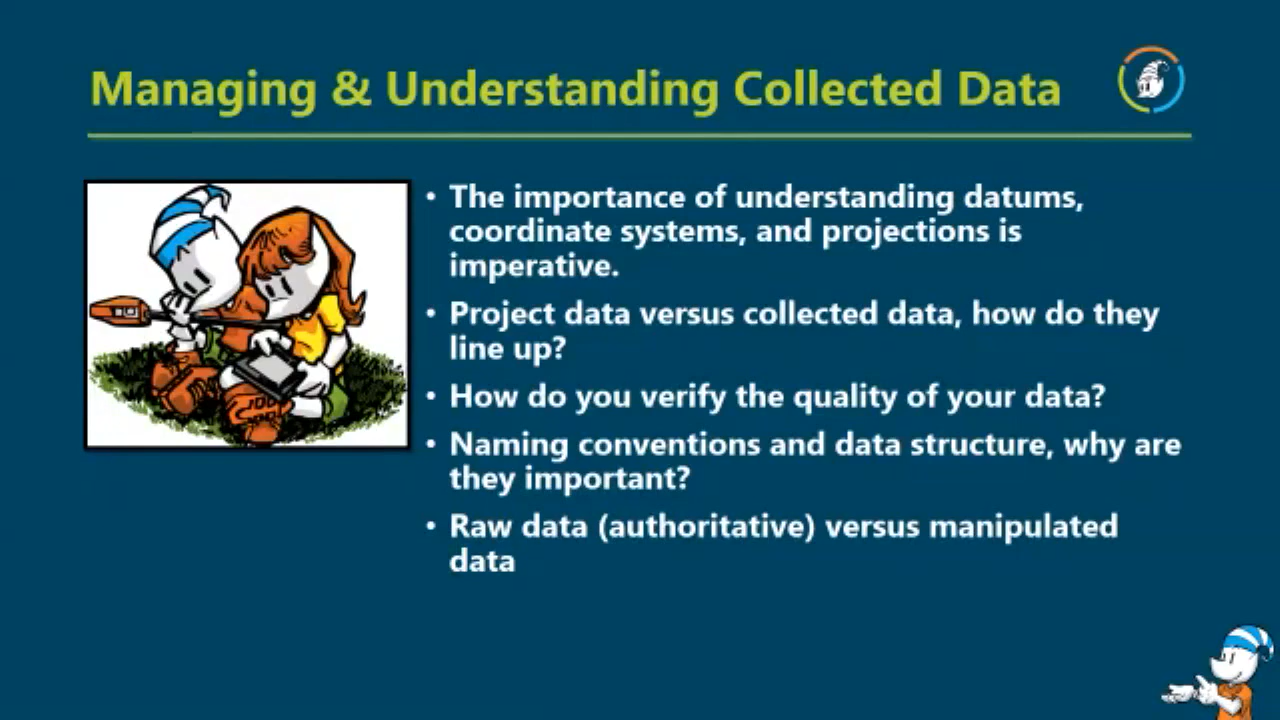 Managing & Understanding Collected Data
• The importance of understanding datums,
coordinate systems, and projections is
imperative.
• Project data versus collected data, how do they
line up?
• How do you verify the quality of your data?
• Naming conventions and data structure, why are
they important?
• Raw data (authoritative) versus manipulated
data